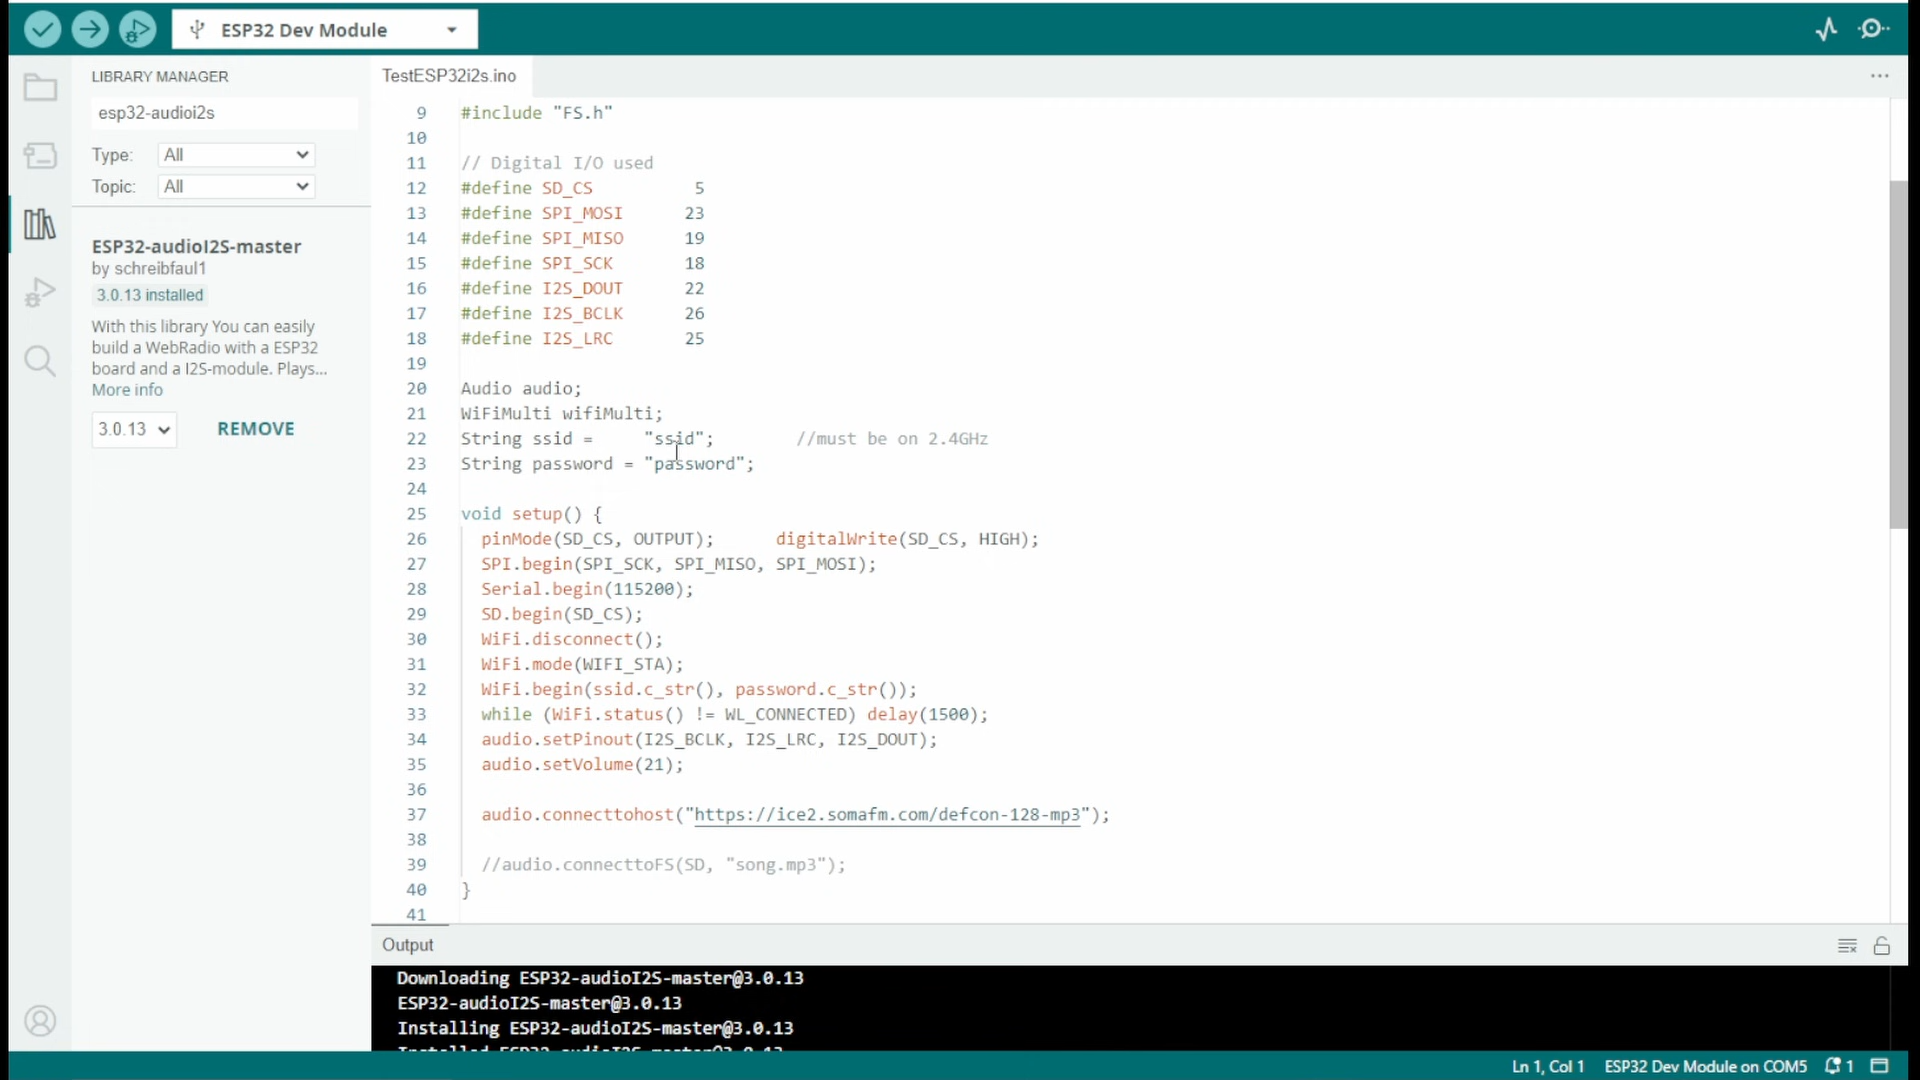 ESP32 Dev Module
LIBRARY MANAGER
esp32-audioi2s
Type: All
Topic: All
ESP32-audioI2S-master
by schreibfaul1
3.0.13 installed
With this library You can easily
build a WebRadio with a ESP32
board and a I2S-module. Plays...
More info
3.0.13 REMOVE
TestESP32i2s.ino
9 #include "FS.h"
10
11 // Digital I/O used
12 #define SD_CS 5
13 #define SPI_MOSI 23
14 #define SPI_MISO 19
15 #define SPI_SCK 18
16 #define I2S_DOUT 22
17 #define I2S_BCLK 26
18 #define I2S_LRC 25
19
20 Audio audio;
21 WiFiMulti wifiMulti;
22 String ssid = "ssid"; //must be on 2.4GHz
23 String password = "password";
24
25 void setup() {
26 pinMode(SD_CS, OUTPUT); digitalWrite(SD_CS, HIGH);
27 SPI.begin(SPI_SCK, SPI_MISO, SPI_MOSI);
28 Serial.begin(115200);
29 SD.begin(SD_CS);
30 WiFi.disconnect();
31 WiFi.mode(WIFI_STA);
32 WiFi.begin(ssid.c_str(), password.c_str());
33 while (WiFi.status() != WL_CONNECTED) delay(1500);
34 audio.setPinout(I2S_BCLK, I2S_LRC, I2S_DOUT);
35 audio.setVolume(21);
36
37 audio.connecttohost("https://ice2.somafm.com/defcon-128-mp3");
38
39 //audio.connecttoFS(SD, "song.mp3");
40 }
41
Output
Downloading ESP32-audioI2S-master@3.0.13
ESP32-audioI2S-master@3.0.13
Installing ESP32-audioI2S-master@3.0.13
Installed ESP32-audioI2S-master@3.0.13
Ln 1, Col 1 ESP32 Dev Module on COM5 1